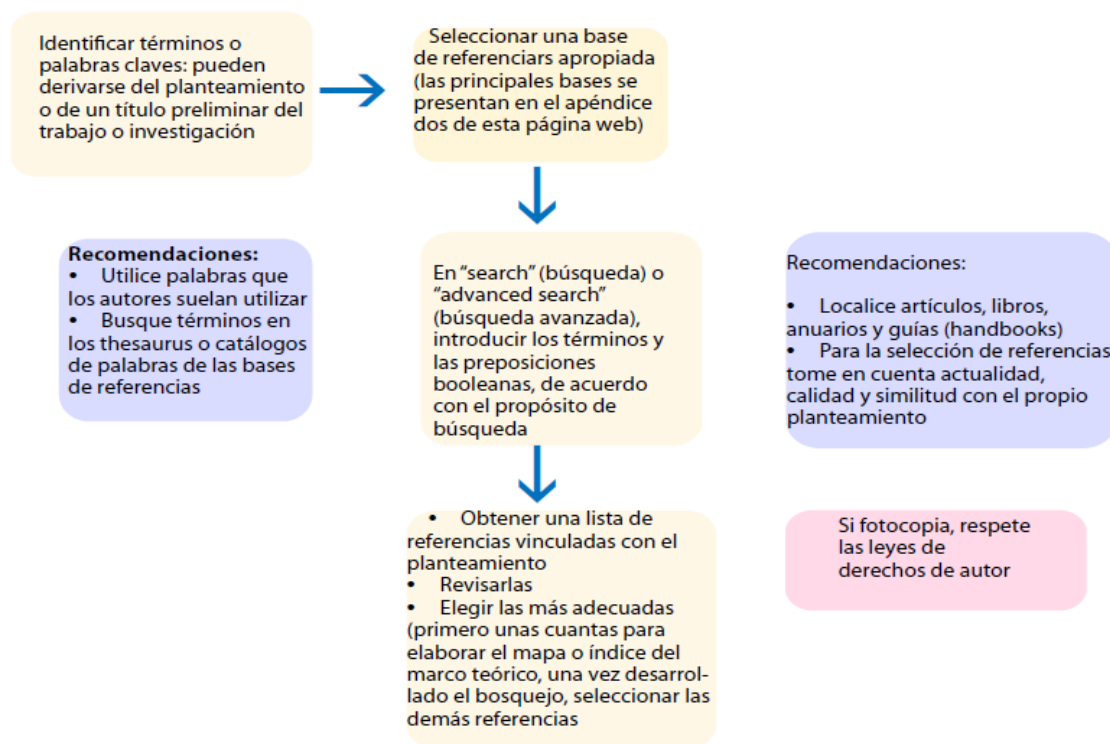 Identificar términos o
palabras claves: pueden
derivarse del planteamiento
o de un título preliminar del
trabajo o investigación
Seleccionar una base
de referenciars apropiada
(las principales bases se
presentan en el apéndice
dos de esta página web)
Recomendaciones:
• Utilice palabras que
los autores suelan utilizar
• Busque términos en
los thesaurus o catálogos
de palabras de las bases
de referencias
En “search” (búsqueda) o
“advanced search”
(búsqueda avanzada),
introducir los términos y
las preposiciones
booleanas, de acuerdo
con el propósito de
búsqueda
Recomendaciones:
• Localice artículos, libros,
anuarios y guías (handbooks)
• Para la selección de referencias
tome en cuenta actualidad,
calidad y similitud con el propio
planteamiento
• Obtener una lista de
referencias vinculadas con el
planteamiento
• Revisarlas
• Elegir las más adecuadas
(primero unas cuantas para
elaborar el mapa o índice del
marco teórico, una vez desarrol-
lado el bosquejo, seleccionar las
demás referencias
Si fotocopia, respete
las leyes de
derechos de autor